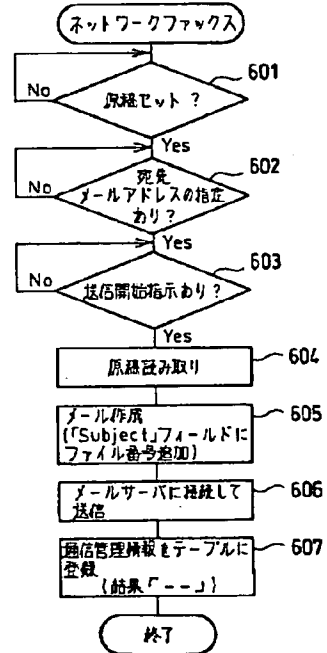 ネットワークファックス
601
原稿セット?
No
Yes
602
宛先
メールアドレスの指定
あり?
No
Yes
603
送信開始指示あり?
No
Yes
原稿読み取り
604
メール作成
(「Subject」フィールドに
ファイル番号追加)
605
メールサーバに接続して
送信
606
通信管理情報をテーブルに
登録
(結果「--」)
607
終了